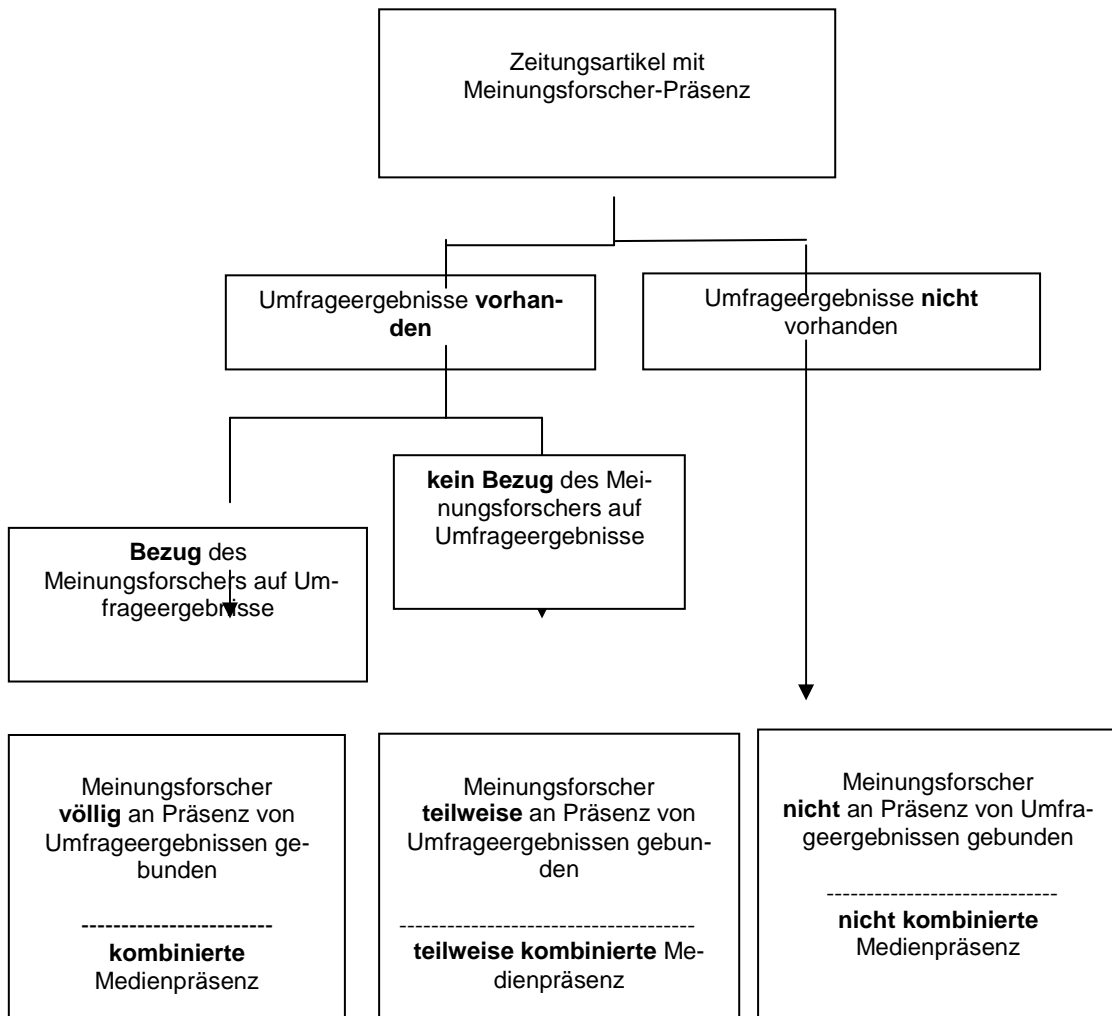 Zeitungsartikel mit
Meinungsforscher-Präsenz
Umfrageergebnisse vorhan-
den
Umfrageergebnisse nicht
vorhanden
kein Bezug des Mei-
nungsforschers auf
Umfrageergebnisse
Bezug des
Meinungsforschers auf Um-
frageergebnisse
Meinungsforscher
völlig an Präsenz von
Umfrageergebnissen ge-
bunden
------------------------
kombinierte
Medienpräsenz
Meinungsforscher
teilweise an Präsenz von
Umfrageergebnissen gebun-
den
-------------------------------------
teilweise kombinierte Me-
dienpräsenz
Meinungsforscher
nicht an Präsenz von Umfra-
geergebnissen gebunden
-----------------------------
nicht kombinierte
Medienpräsenz